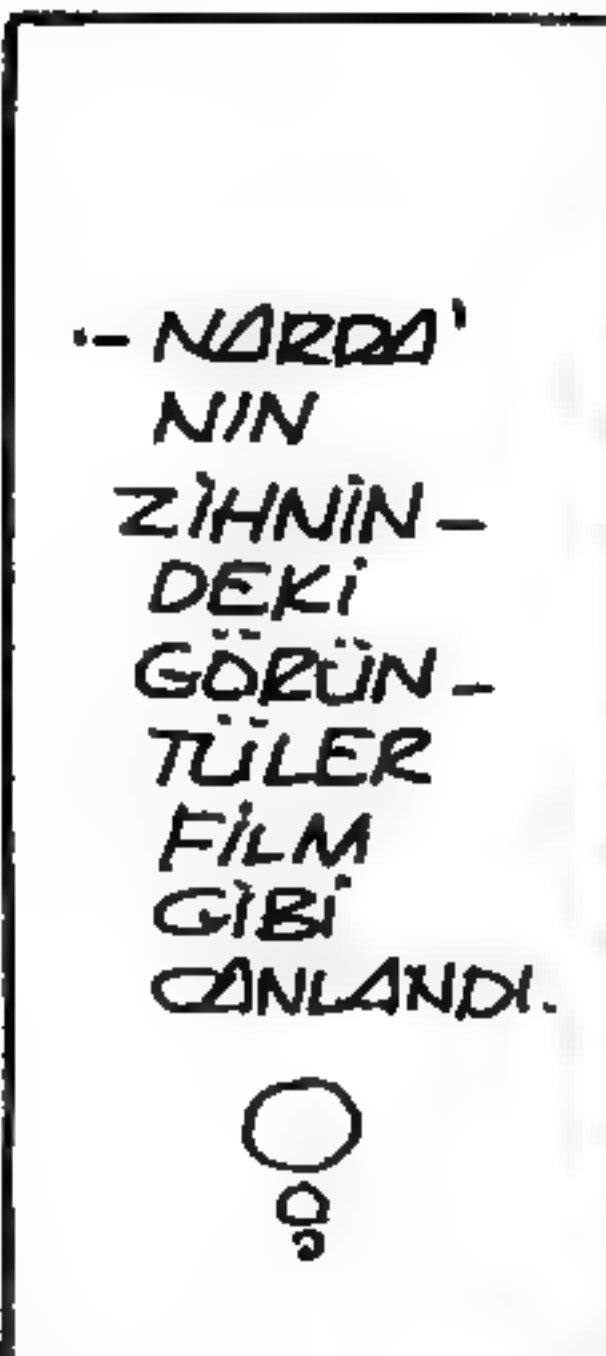 ·– NARDA'
NIN
ZİHNİN–
DEKİ
GÖRÜN–
TÜLER
FİLM
GİBİ
CANLANDI.